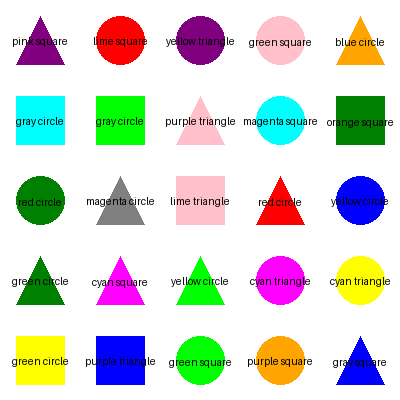 pink square
lime square
yellow triangle
green square
blue circle
gray circle
gray circle
purple triangle
magenta square
orange square
red circle
magenta circle
lime triangle
red circle
yellow circle
green circle
cyan square
yellow circle
cyan triangle
cyan triangle
green circle
purple triangle
green square
purple square
gray square